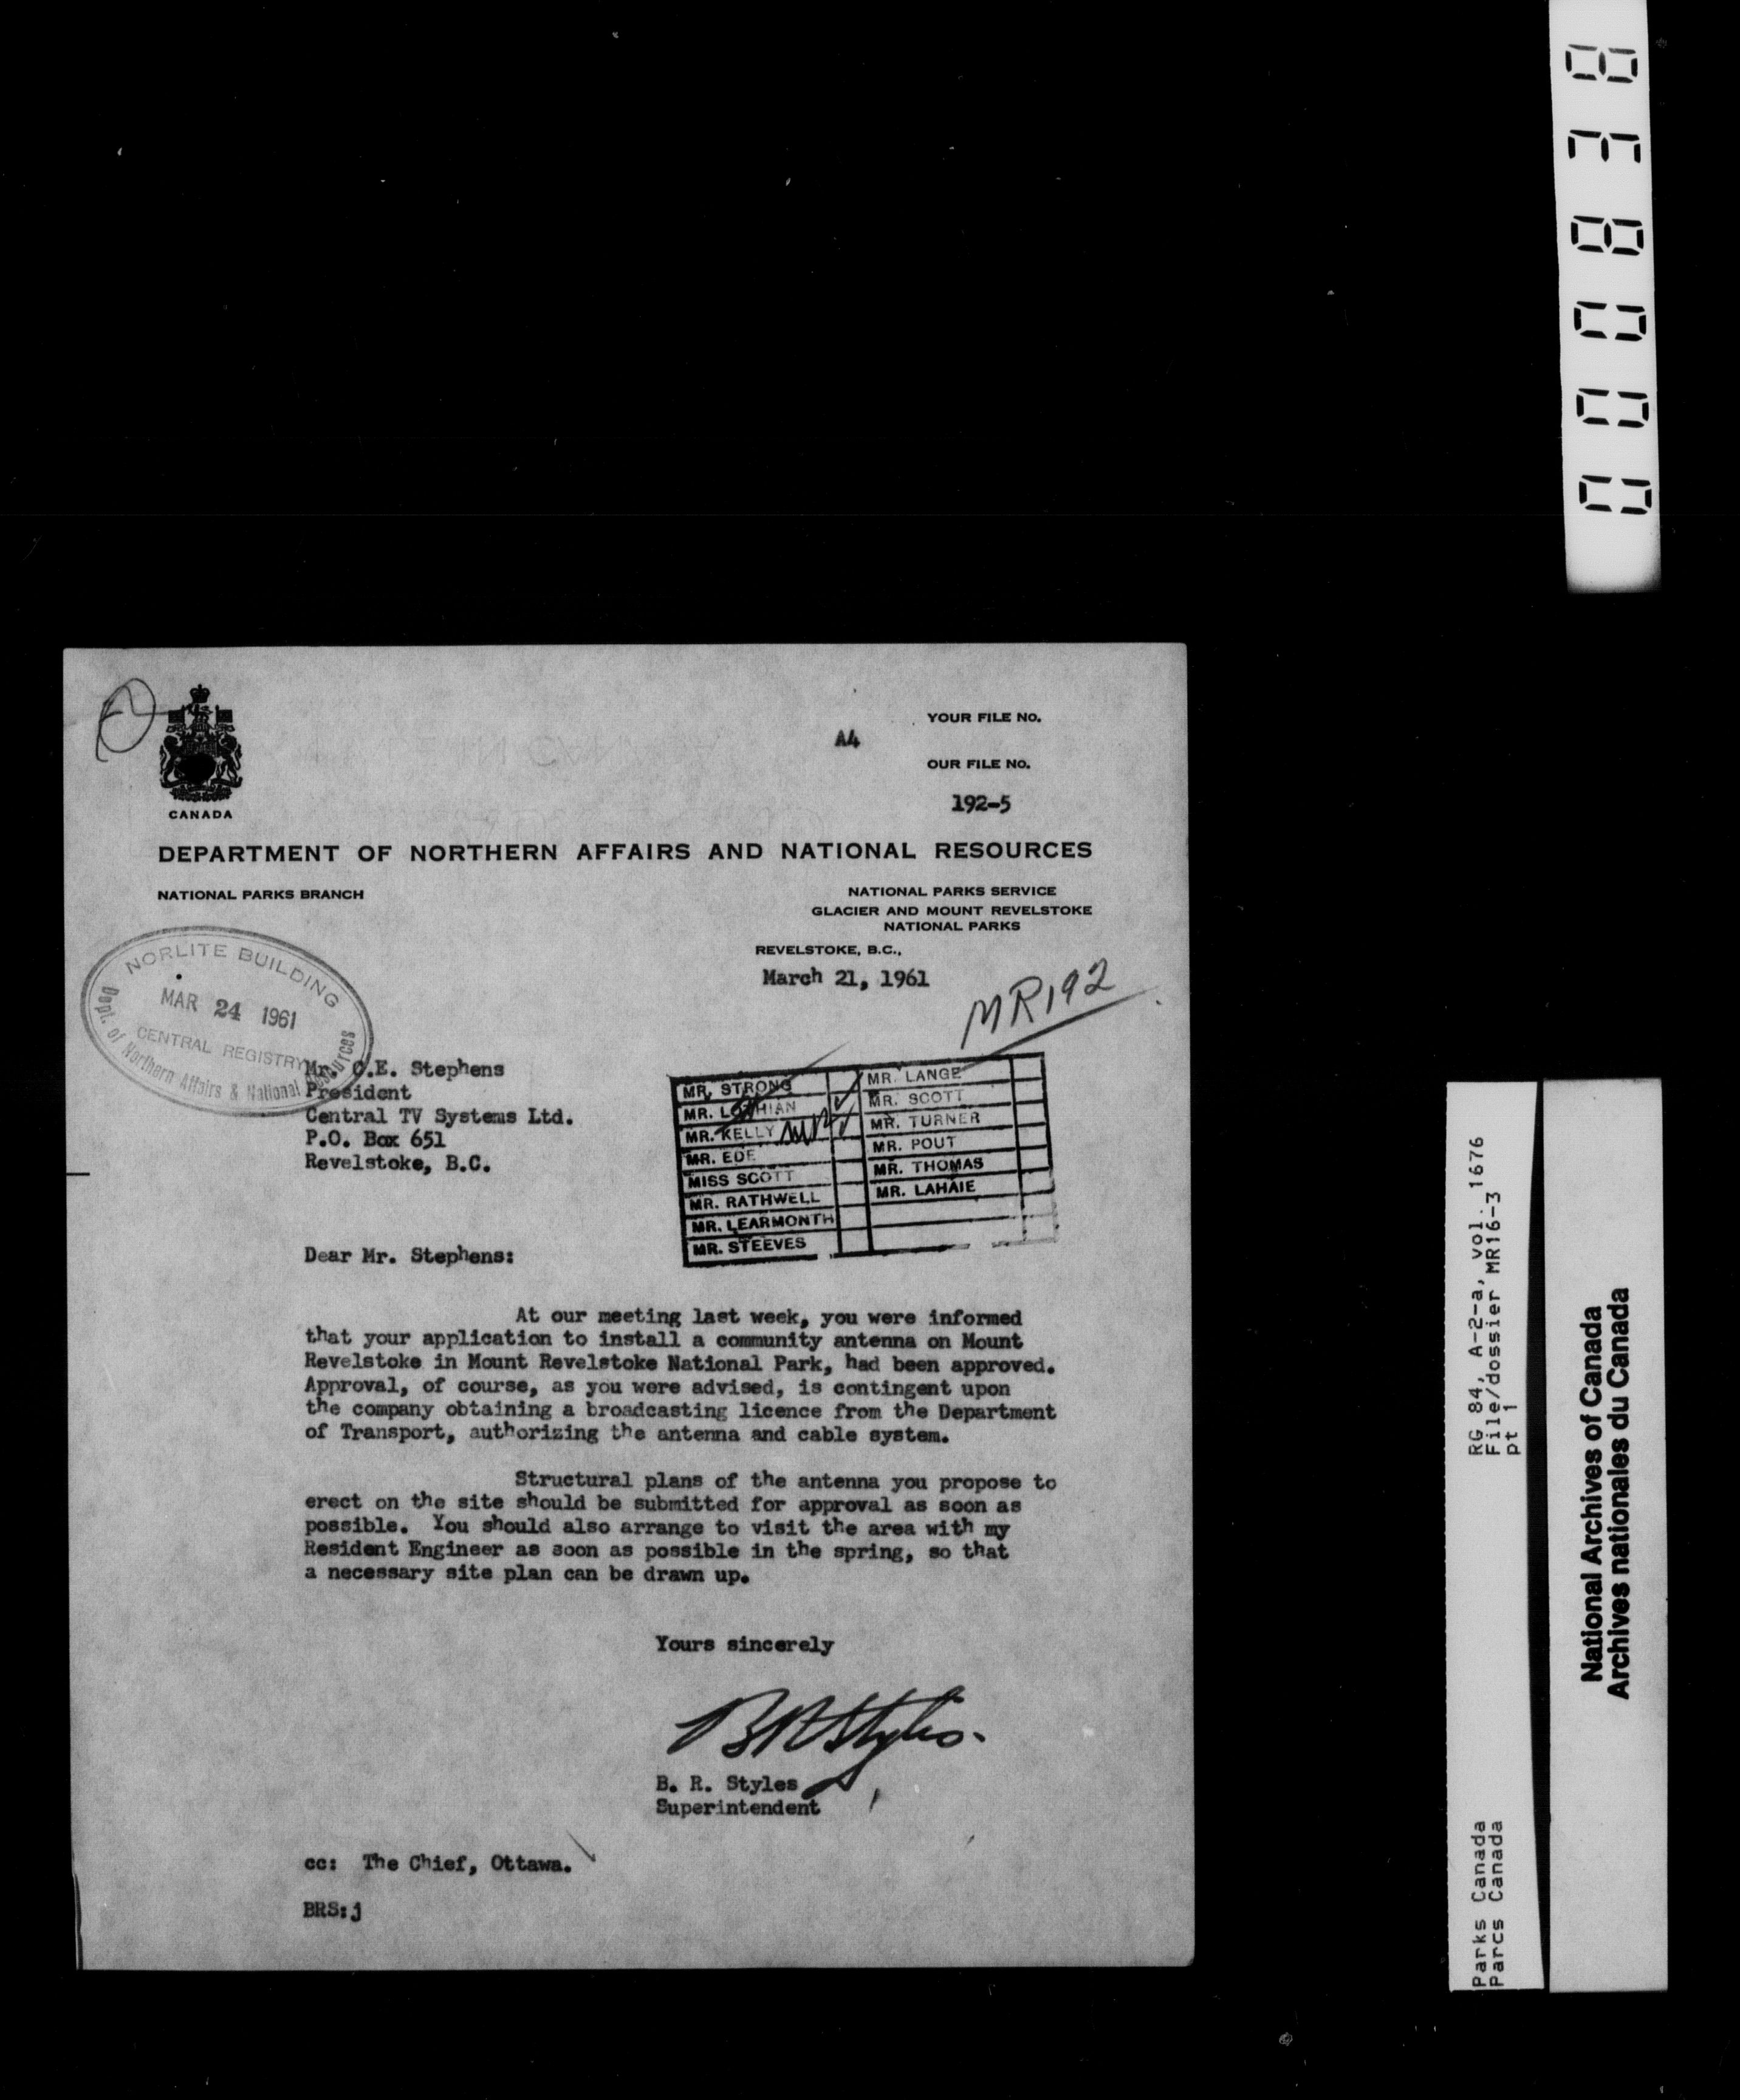 CANADA
A4
YOUR FILE NO.
OUR FILE NO.
192-5
DEPARTMENT OF NORTHERN AFFAIRS AND NATIONAL RESOURCES
NATIONAL PARKS BRANCH
NATIONAL PARKS SERVICE
GLACIER AND MOUNT REVELSTOKE
NATIONAL PARKS
REVELSTOKE, B.C.,
March 21, 1961
MR192
NORLITE BUILDING
MAR 24 1961
CENTRAL REGISTRY
Dept. of Northern Affairs & National Resources
Mr. C.E. Stephens
President
Central TV Systems Ltd.
P.O. Box 651
Revelstoke, B.C.
MR. STRONG
MR. LOTHIAN
MR. KELLY
MR. EDE
MISS SCOTT
MR. RATHWELL
MR. LEARMONTH
MR. STEEVES
MR. LANGE
MR. SCOTT
MR. TURNER
MR. POUT
MR. THOMAS
MR. LAHAIE
Dear Mr. Stephens:
At our meeting last week, you were informed
that your application to install a community antenna on Mount
Revelstoke in Mount Revelstoke National Park, had been approved.
Approval, of course, as you were advised, is contingent upon
the company obtaining a broadcasting licence from the Department
of Transport, authorizing the antenna and cable system.
Structural plans of the antenna you propose to
erect on the site should be submitted for approval as soon as
possible. You should also arrange to visit the area with my
Resident Engineer as soon as possible in the spring, so that
a necessary site plan can be drawn up.
Yours sincerely
BRStyles.
B. R. Styles
Superintendent
cc: The Chief, Ottawa.
BRS:j
000838
RG 84, A-2-a, vol. 1676
File/dossier MR16-3
pt 1
Parks Canada
Parcs Canada
National Archives of Canada
Archives nationales du Canada